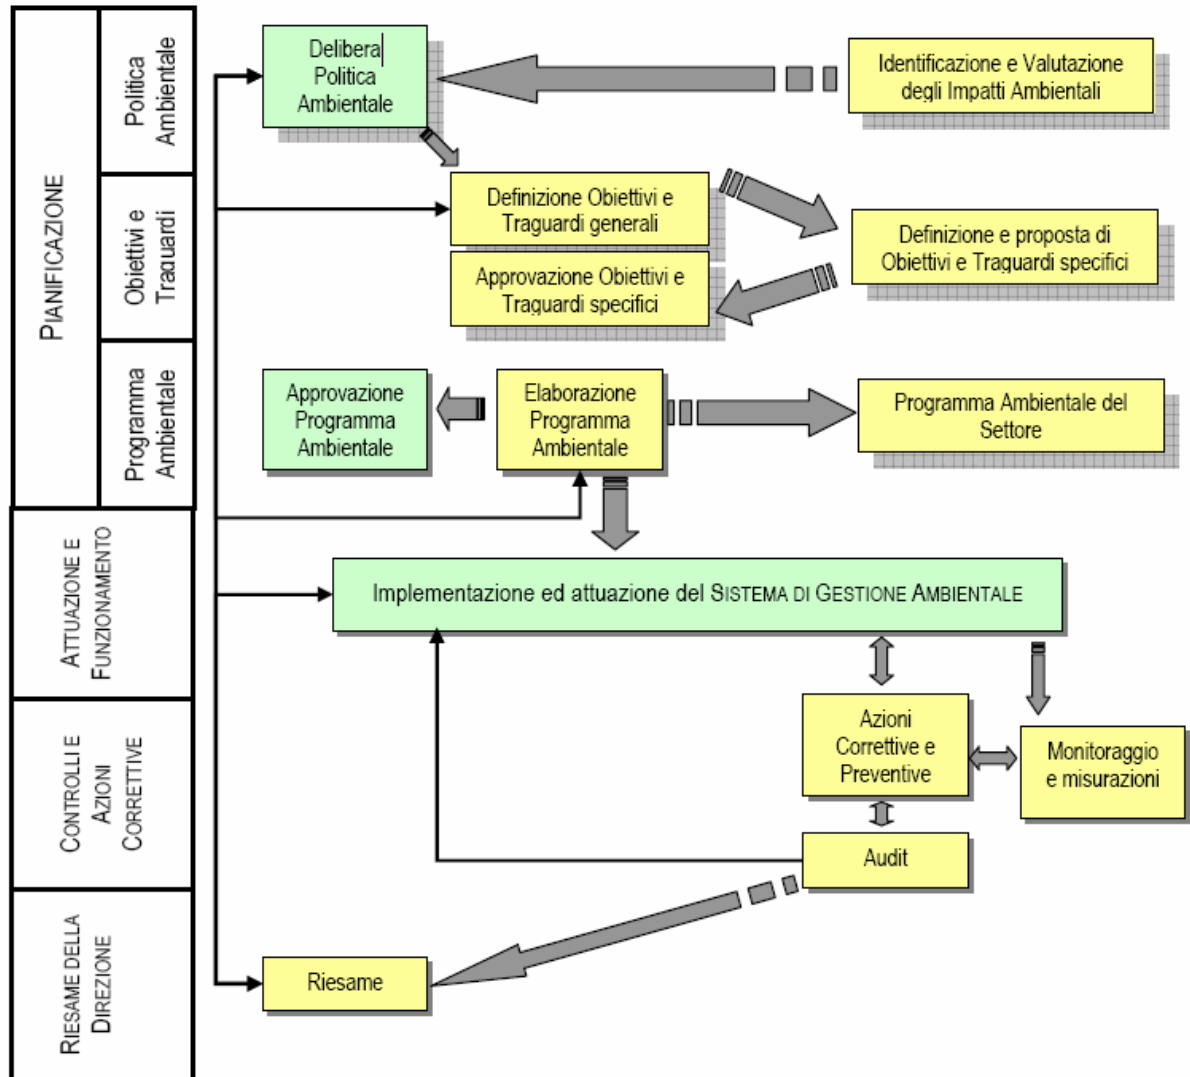 PIANIFICAZIONE
Politica
Ambientale
Obiettivi e
Traguardi
Programma
Ambientale
ATTUAZIONE E
FUNZIONAMENTO
CONTROLLI E
AZIONI
CORRETTIVE
RIESAME DELLA
DIREZIONE
Delibera
Politica
Ambientale
Identificazione e Valutazione
degli Impatti Ambientali
Definizione Obiettivi e
Traguardi generali
Definizione e proposta di
Obiettivi e Traguardi specifici
Approvazione Obiettivi e
Traguardi specifici
Approvazione
Programma
Ambientale
Elaborazione
Programma
Ambientale
Programma Ambientale del
Settore
Implementazione ed attuazione del SISTEMA DI GESTIONE AMBIENTALE
Azioni
Correttive e
Preventive
Monitoraggio
e misurazioni
Audit
Riesame